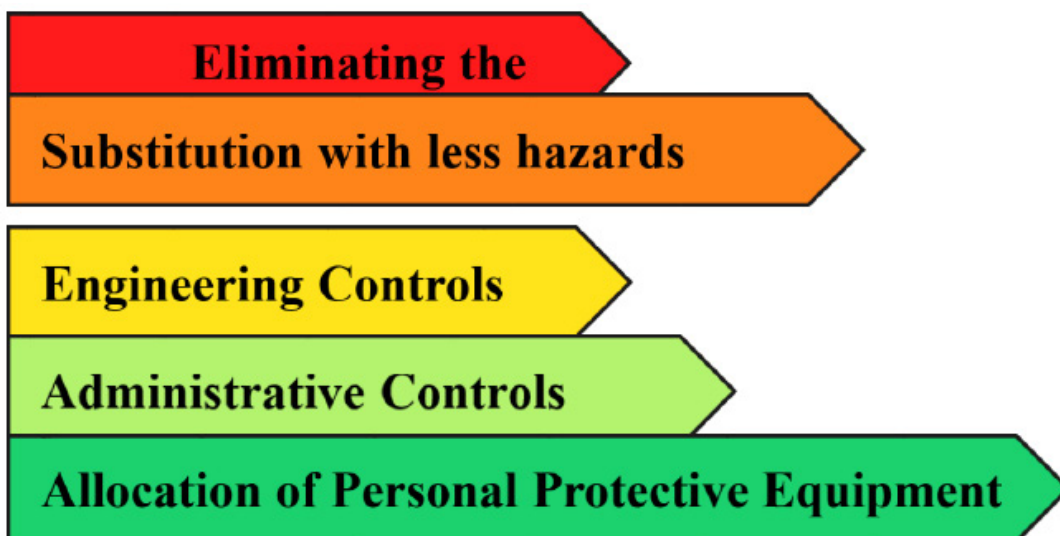 Eliminating the
Substitution with less hazards
Engineering Controls
Administrative Controls
Allocation of Personal Protective Equipment